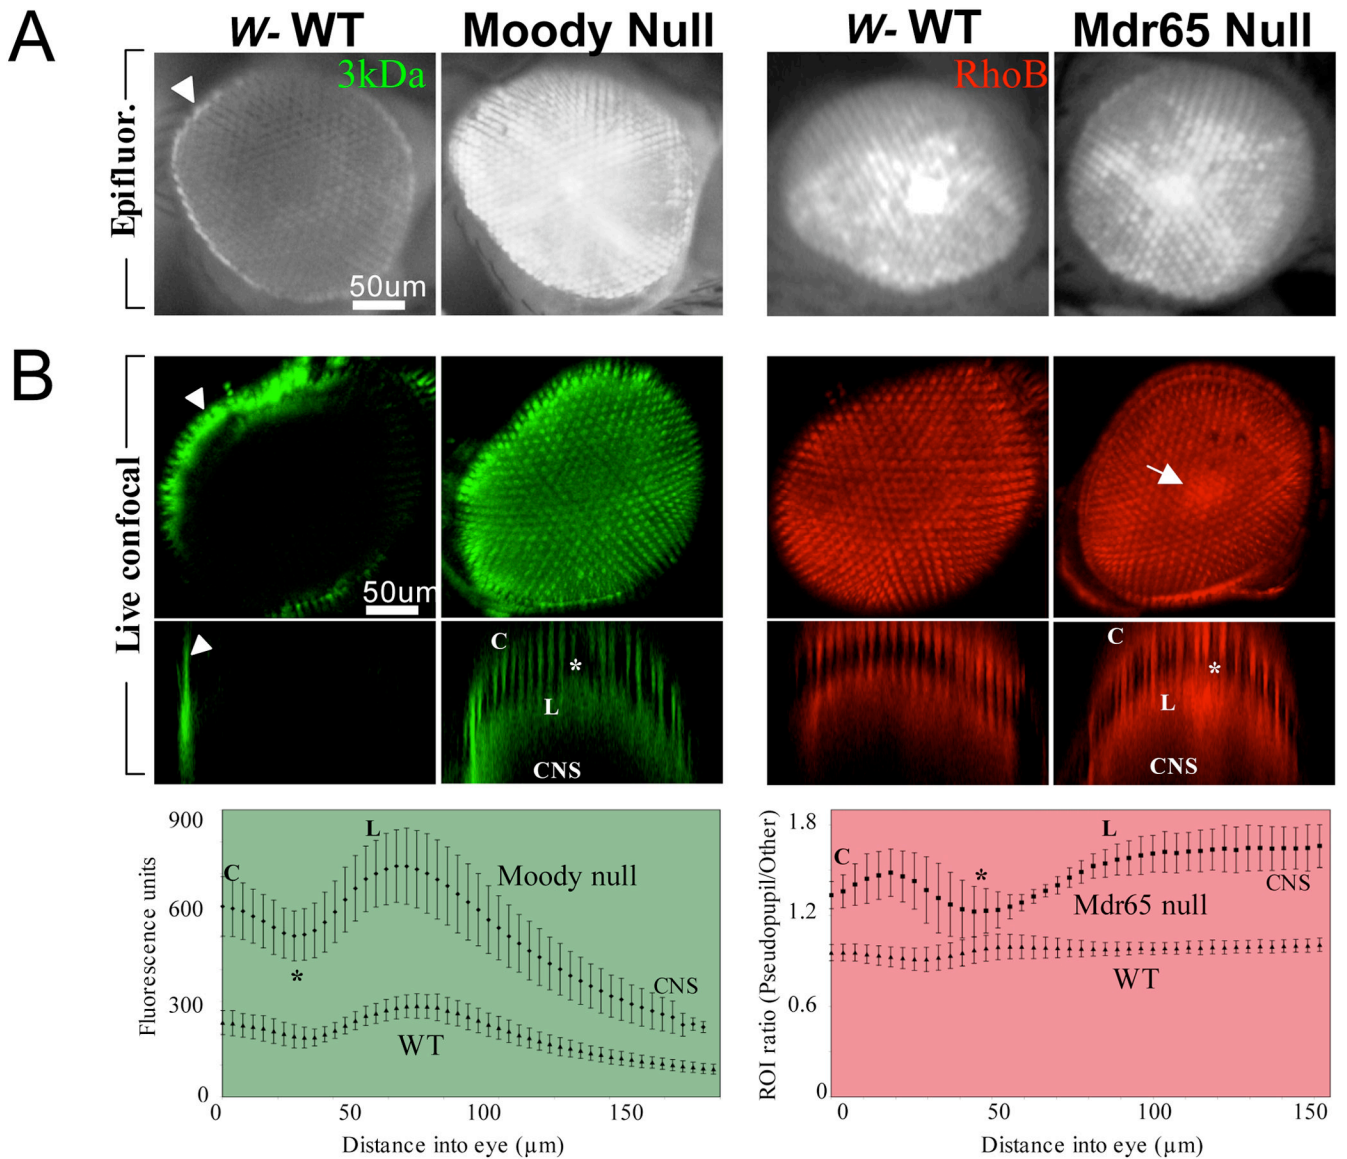 A
w- WT
Moody Null
w- WT
Mdr65 Null
Epifluor.
3kDa
RhoB
50um
B
Live confocal
50um
C
*
L
CNS
C
*
L
CNS
900
600
300
0
Fluorescence units
C
L
Moody null
*
CNS
WT
0
50
100
150
Distance into eye (µm)
1.8
1.2
0.6
0
ROI ratio (Pseudopupil/Other)
C
L
*
CNS
Mdr65 null
WT
0
50
100
150
Distance into eye (µm)